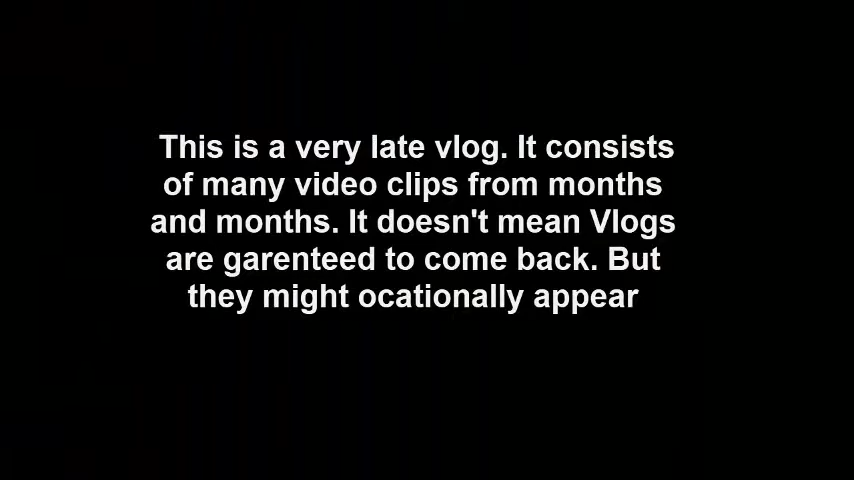 This is a very late vlog. It consists
of many video clips from months
and months. It doesn't mean Vlogs
are garenteed to come back. But
they might ocationally appear